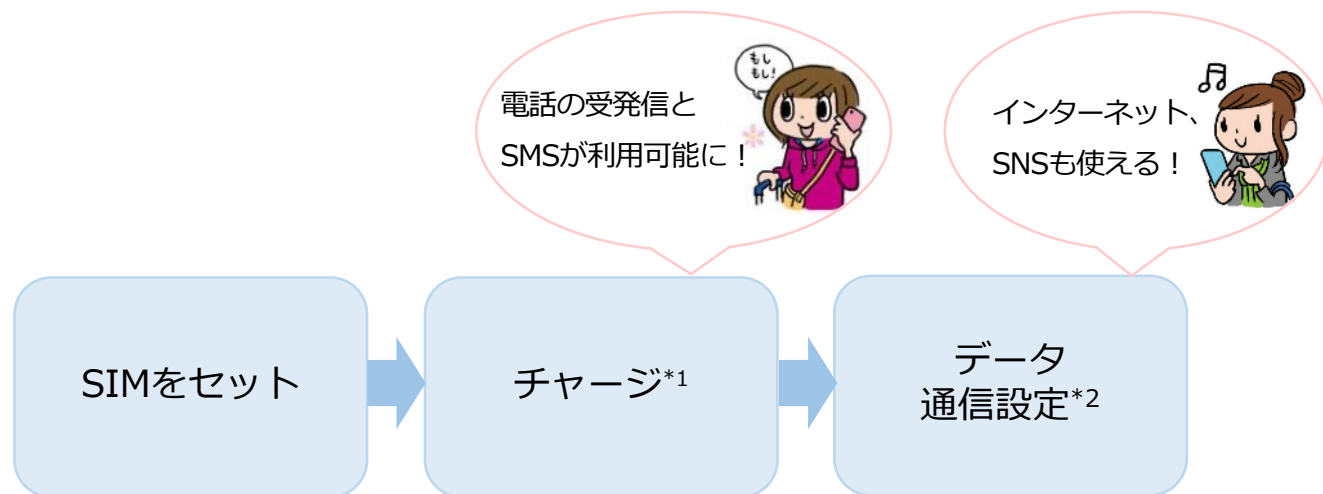 もし
もし!
電話の受発信と
SMSが利用可能に！
インターネット、
SNSも使える！
SIMをセット
チャージ*1
データ
通信設定*2